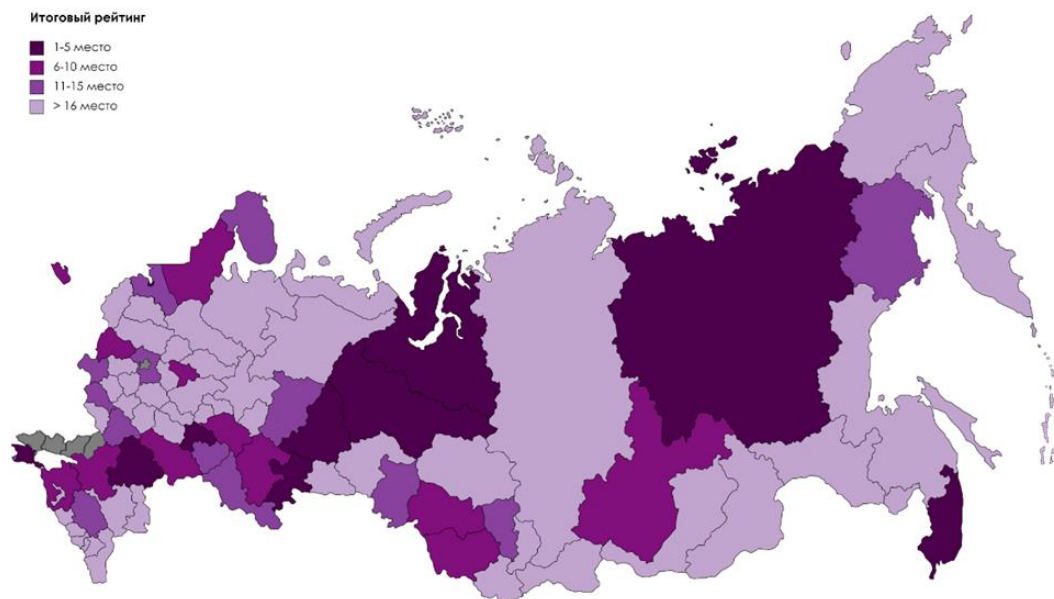 Итоговый рейтинг
1-5 место
6-10 место
11-15 место
> 16 место